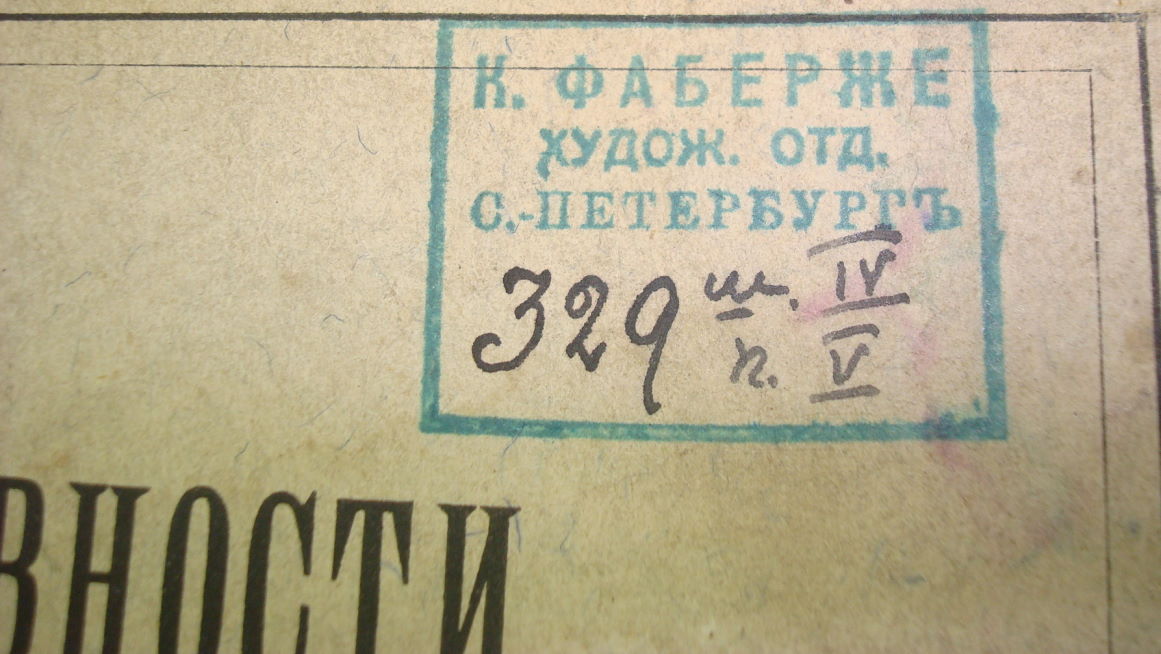 К. ФАБЕРЖЕ
ХУДОЖ. ОТД.
С.-ПЕТЕРБУРГЪ
329 ш. IV
п. V
ВНОСТИ